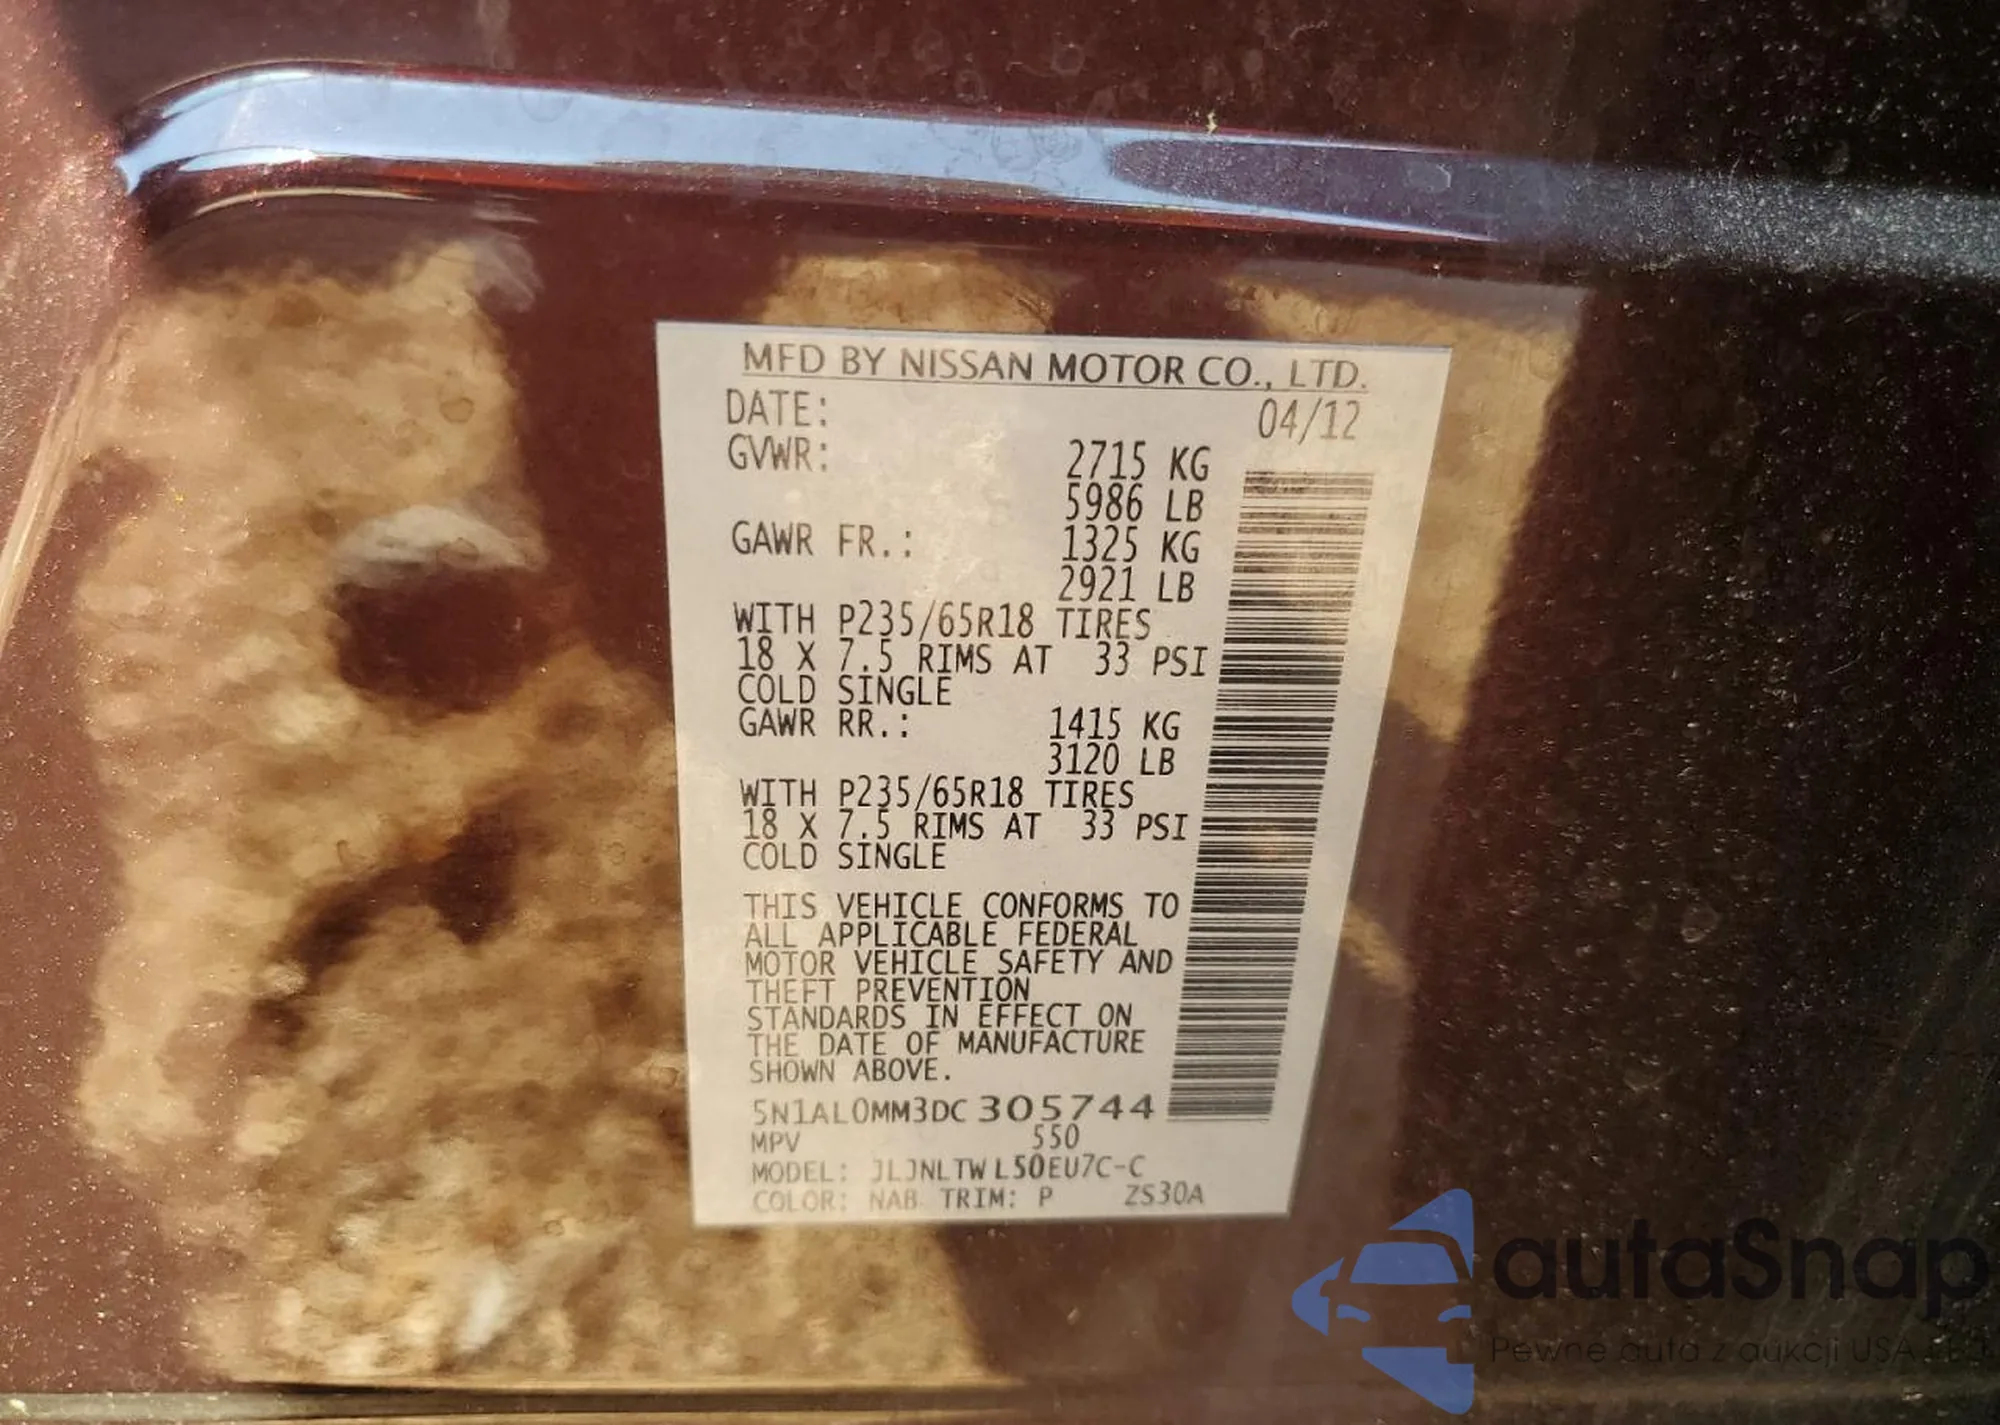 MFD BY NISSAN MOTOR CO., LTD.
DATE: 04/12
GVWR: 2715 KG
5986 LB
GAWR FR.: 1325 KG
2921 LB
WITH P235/65R18 TIRES
18 X 7.5 RIMS AT 33 PSI
COLD SINGLE
GAWR RR.: 1415 KG
3120 LB
WITH P235/65R18 TIRES
18 X 7.5 RIMS AT 33 PSI
COLD SINGLE
THIS VEHICLE CONFORMS TO
ALL APPLICABLE FEDERAL
MOTOR VEHICLE SAFETY AND
THEFT PREVENTION
STANDARDS IN EFFECT ON
THE DATE OF MANUFACTURE
SHOWN ABOVE.
5N1AL0MM3DC 305744
MPV 550
MODEL: JLJNLTWL50EU7C-C
COLOR: NAB TRIM: P ZS30A
autaSnap
Pewne auta z aukcji USA